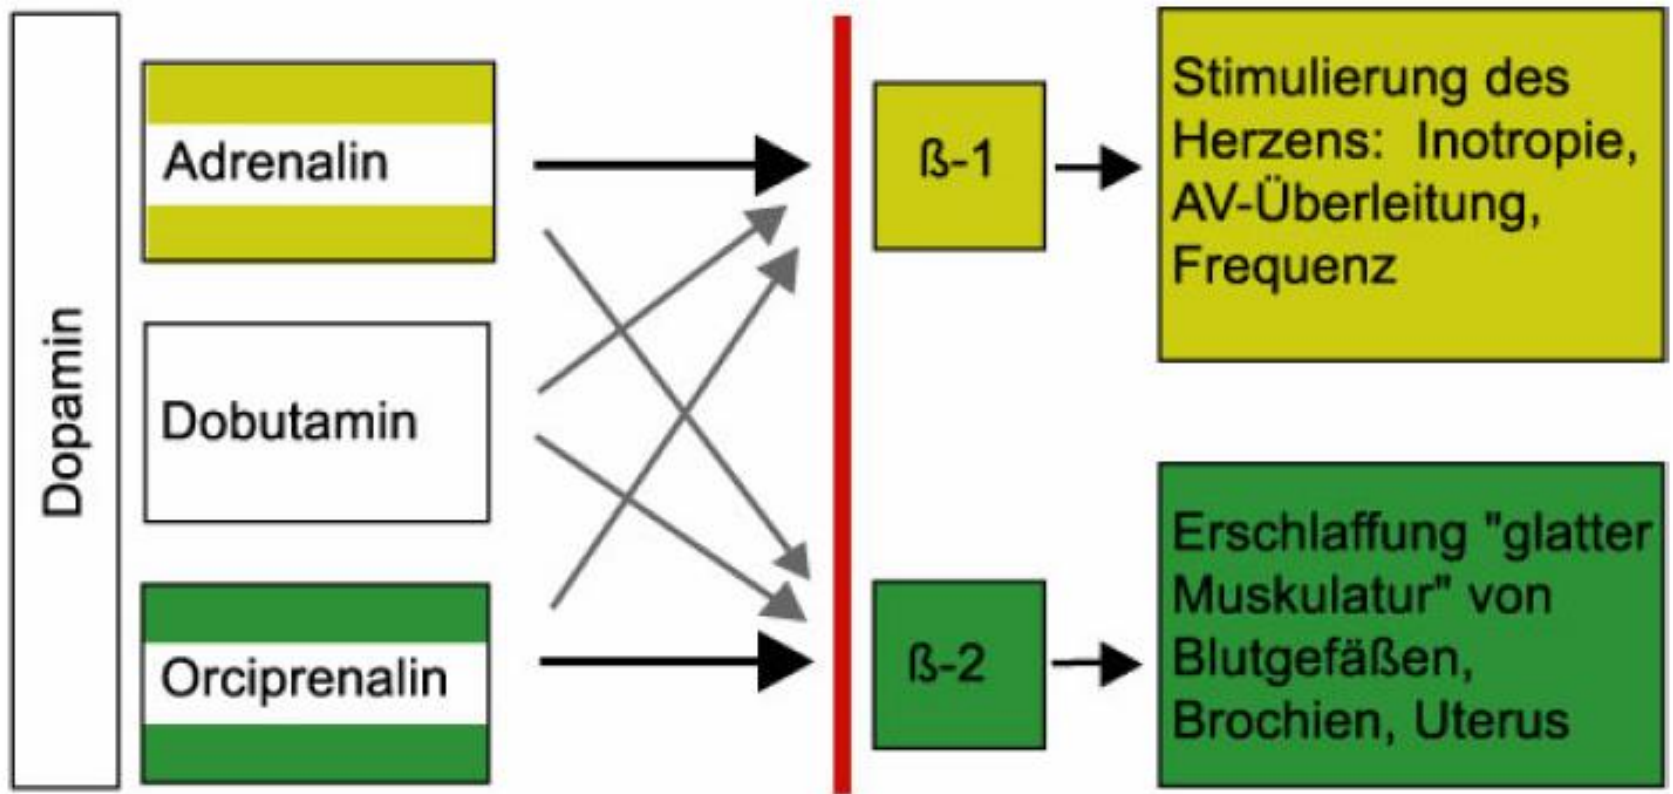 Dopamin
Adrenalin
Dobutamin
Orciprenalin
ß-1
ß-2
Stimulierung des
Herzens: Inotropie,
AV-Überleitung,
Frequenz
Erschlaffung "glatter
Muskulatur" von
Blutgefäßen,
Brochien, Uterus